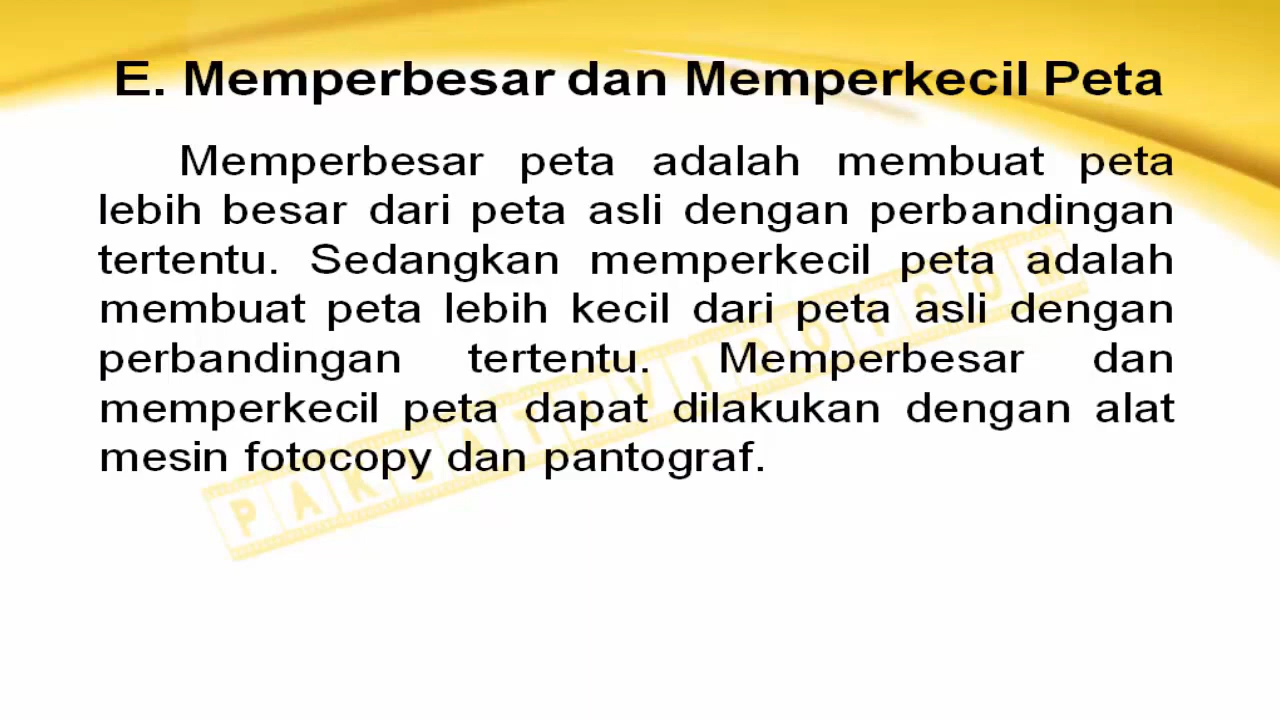 E. Memperbesar dan Memperkecil Peta
Memperbesar peta adalah membuat peta
lebih besar dari peta asli dengan perbandingan
tertentu. Sedangkan memperkecil peta adalah
membuat peta lebih kecil dari peta asli dengan
perbandingan tertentu. Memperbesar dan
memperkecil peta dapat dilakukan dengan alat
mesin fotocopy dan pantograf.